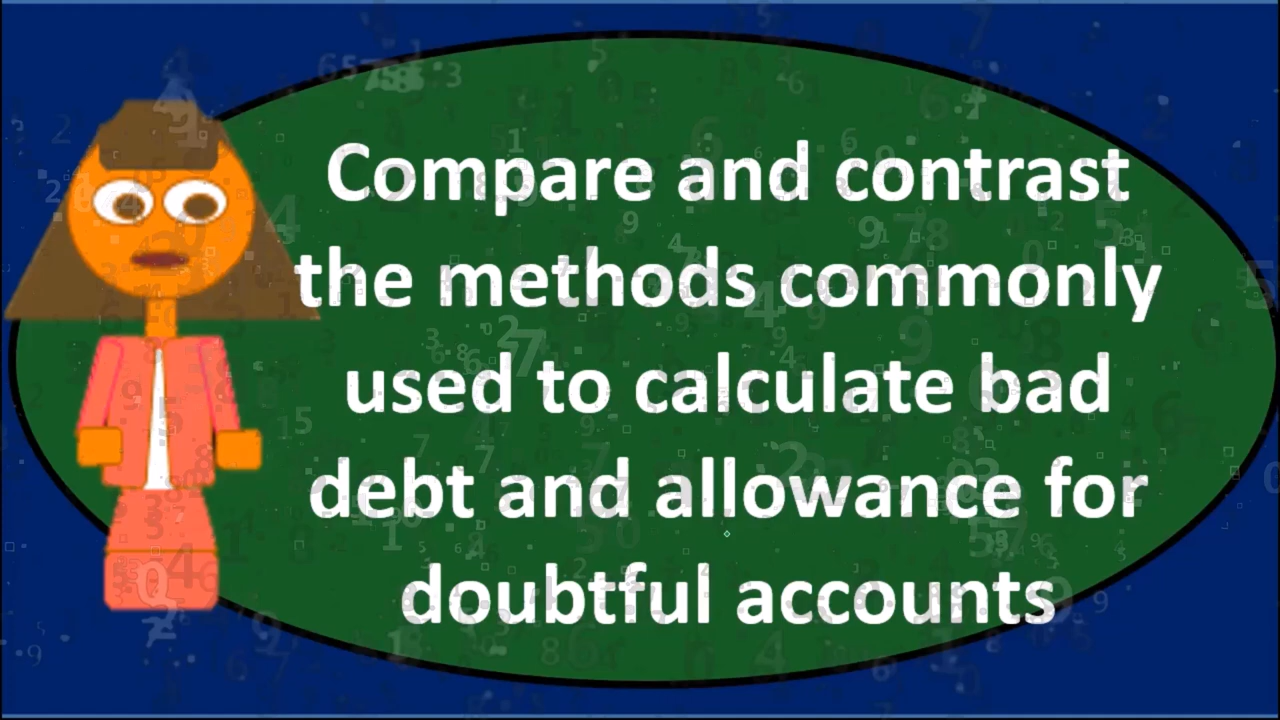 Compare and contrast
the methods commonly
used to calculate bad
debt and allowance for
doubtful accounts